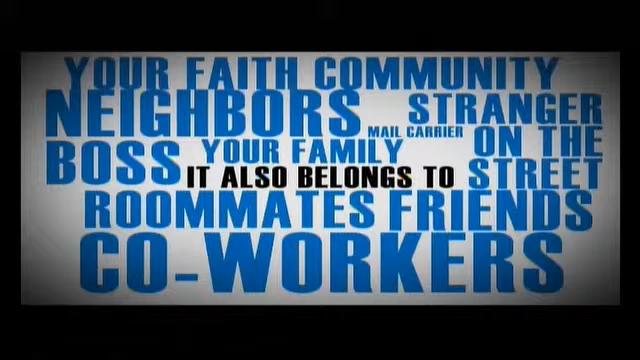 YOUR FAITH COMMUNITY
NEIGHBORS
MAIL CARRIER
STRANGER
ON THE
STREET
BOSS
YOUR FAMILY
IT ALSO BELONGS TO
ROOMMATES FRIENDS
CO-WORKERS